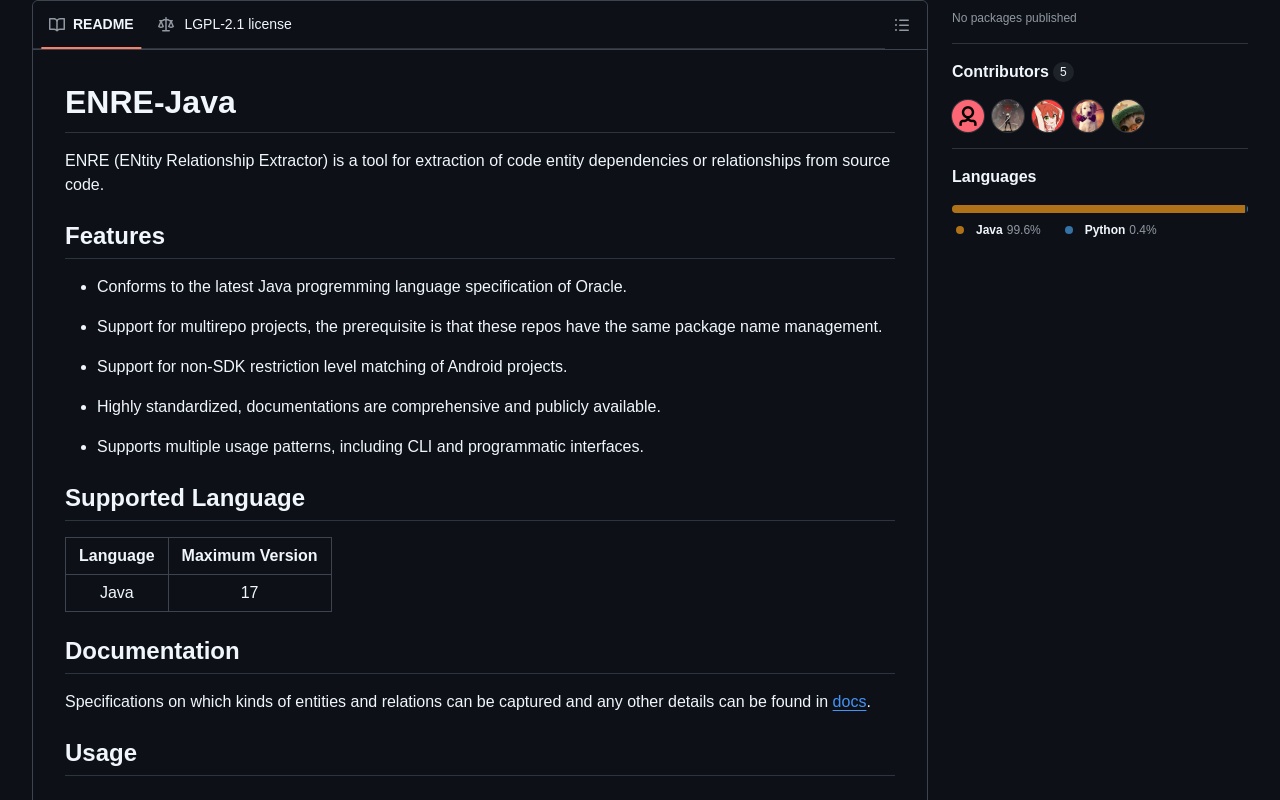 README
LGPL-2.1 license
ENRE-Java
ENRE (ENtity Relationship Extractor) is a tool for extraction of code entity dependencies or relationships from source
code.
Features
Conforms to the latest Java progremming language specification of Oracle.
Support for multirepo projects, the prerequisite is that these repos have the same package name management.
Support for non-SDK restriction level matching of Android projects.
Highly standardized, documentations are comprehensive and publicly available.
Supports multiple usage patterns, including CLI and programmatic interfaces.
Supported Language
Language Maximum Version
Java 17
Documentation
Specifications on which kinds of entities and relations can be captured and any other details can be found in docs.
Usage
No packages published
Contributors 5
Languages
Java 99.6% Python 0.4%